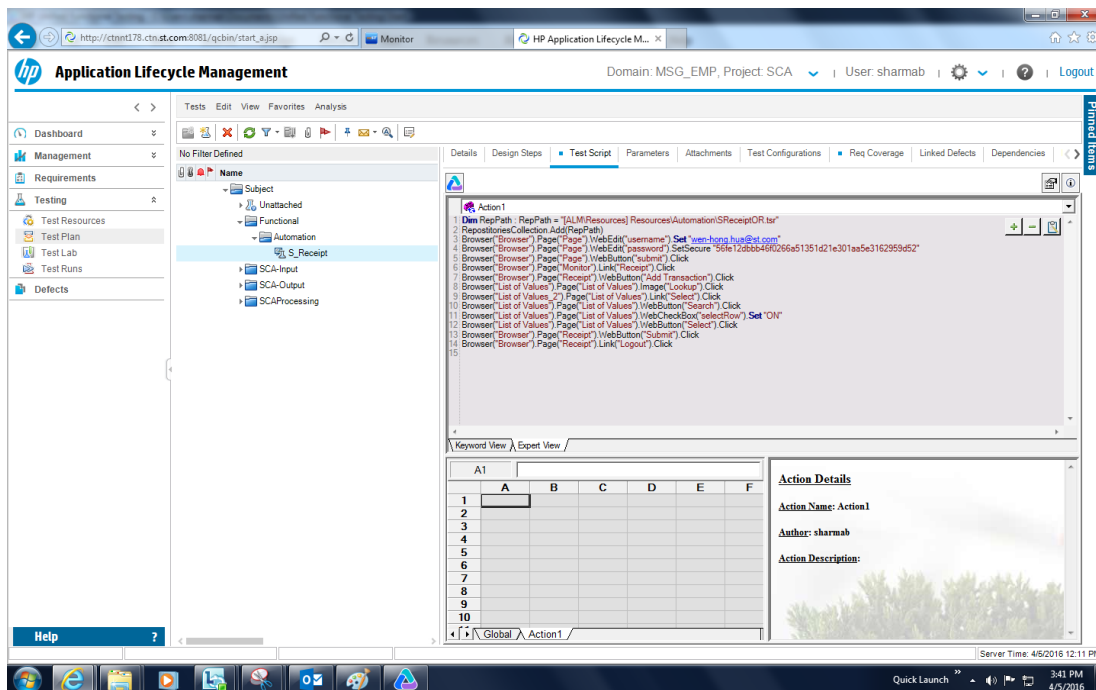 http://ctnnt178.ctn.st.com:8081/qcbin/start_a.jsp
Monitor
HP Application Lifecycle M...
hp
Application Lifecycle Management
Domain: MSG_EMP, Project: SCA
User: sharmab
Logout
Pinned Items
Tests Edit View Favorites Analysis
Dashboard
Management
Requirements
Testing
Test Resources
Test Plan
Test Lab
Test Runs
Defects
No Filter Defined
Name
Subject
Unattached
Functional
Automation
S_Receipt
SCA-Input
SCA-Output
SCAProcessing
Details Design Steps Test Script Parameters Attachments Test Configurations Req Coverage Linked Defects Dependencies
Action1
1 Dim RepPath : RepPath = "[ALM\Resources] Resources\Automation\SReceiptOR.tsr"
2 RepostitoriesCollection.Add(RepPath)
3 Browser("Browser").Page("Page").WebEdit("username").Set "wen-hong.hua@st.com"
4 Browser("Browser").Page("Page").WebEdit("password").SetSecure "56fe12dbbb46f0266a51351d21e301aa5e3162959d52"
5 Browser("Browser").Page("Page").WebButton("submit").Click
6 Browser("Browser").Page("Monitor").Link("Receipt").Click
7 Browser("Browser").Page("Receipt").WebButton("Add Transaction").Click
8 Browser("List of Values").Page("List of Values").Image("Lookup").Click
9 Browser("List of Values_2").Page("List of Values").Link("Select").Click
10 Browser("List of Values").Page("List of Values").WebButton("Search").Click
11 Browser("List of Values").Page("List of Values").WebCheckBox("selectRow").Set "ON"
12 Browser("List of Values").Page("List of Values").WebButton("Select").Click
13 Browser("Browser").Page("Receipt").WebButton("Submit").Click
14 Browser("Browser").Page("Receipt").Link("Logout").Click
15
Keyword View Expert View
A1
A B C D E F
1
2
3
4
5
6
7
8
9
10
Global Action1
Action Details
Action Name: Action1
Author: sharmab
Action Description:
Help ?
Server Time: 4/5/2016 12:11 PM
Quick Launch
3:41 PM
4/5/2016